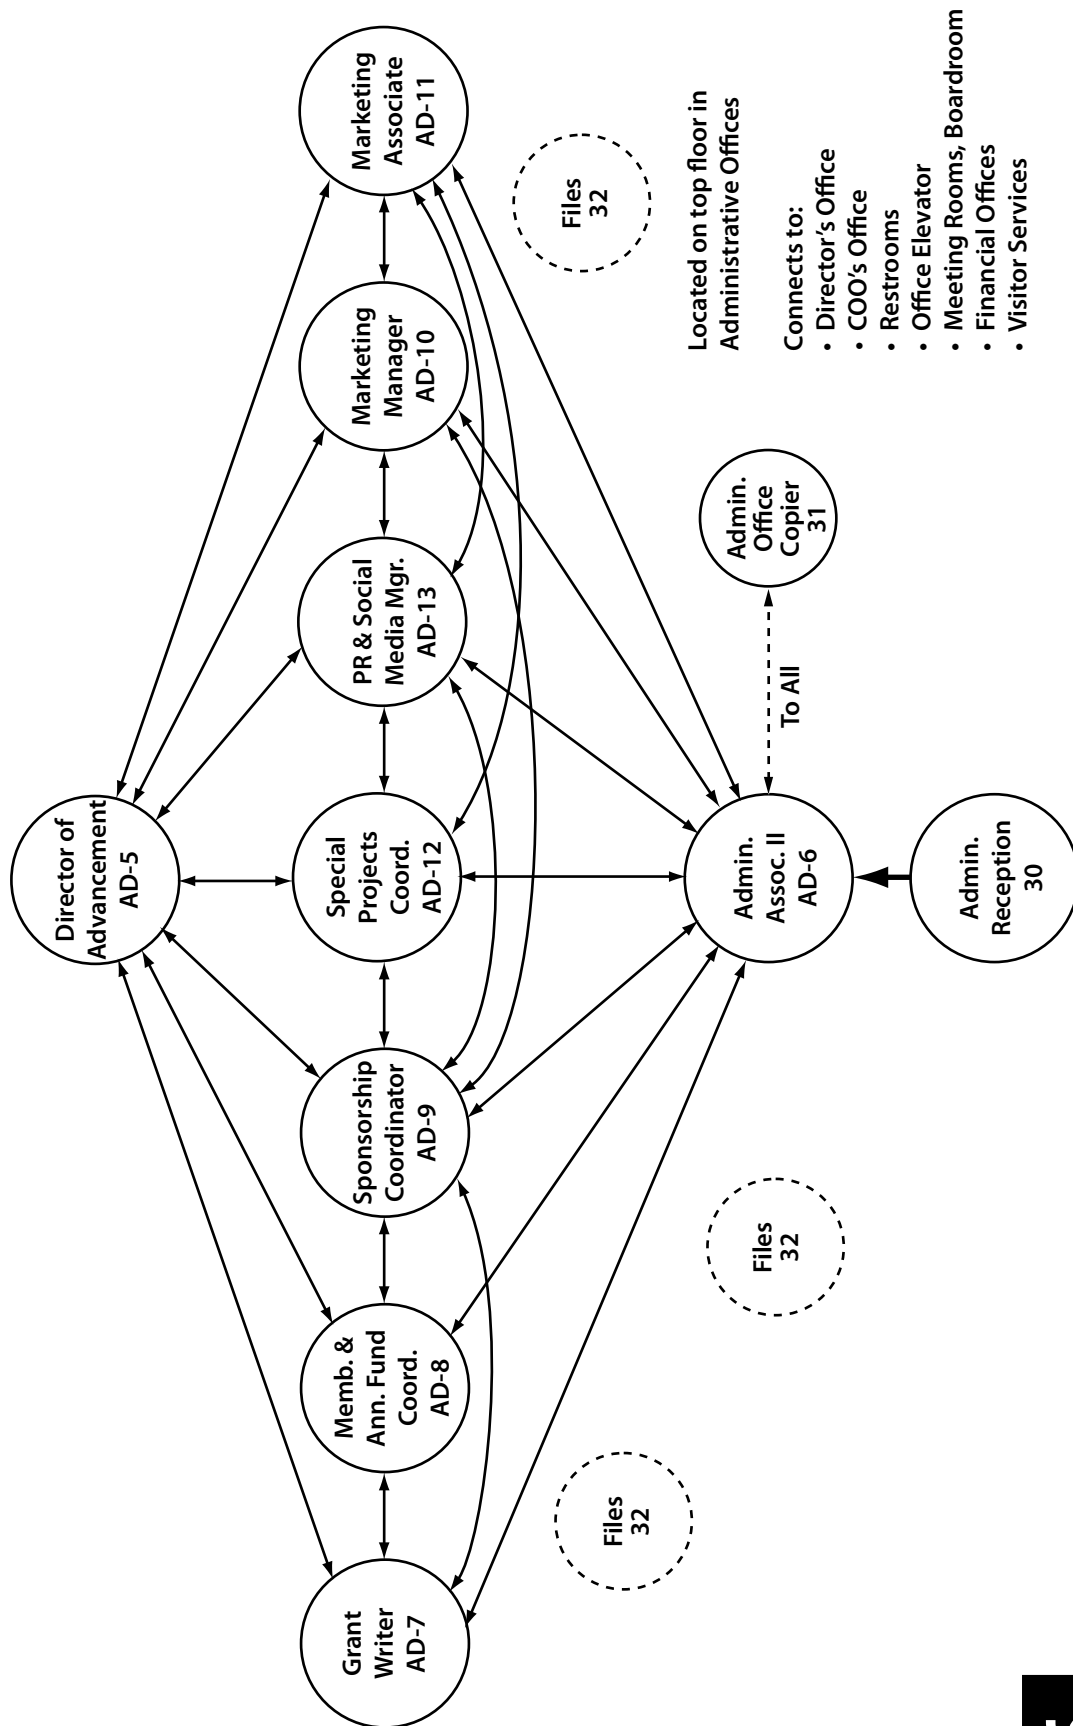 Director of
Advancement
AD-5
Grant
Writer
AD-7
Memb. &
Ann. Fund
Coord.
AD-8
Sponsorship
Coordinator
AD-9
Special
Projects
Coord.
AD-12
PR & Social
Media Mgr.
AD-13
Marketing
Manager
AD-10
Marketing
Associate
AD-11
Files
32
Files
32
Files
32
Admin.
Assoc. II
AD-6
To All
Admin.
Office
Copier
31
Admin.
Reception
30
Located on top floor in
Administrative Offices
Connects to:
• Director's Office
• COO's Office
• Restrooms
• Office Elevator
• Meeting Rooms, Boardroom
• Financial Offices
• Visitor Services